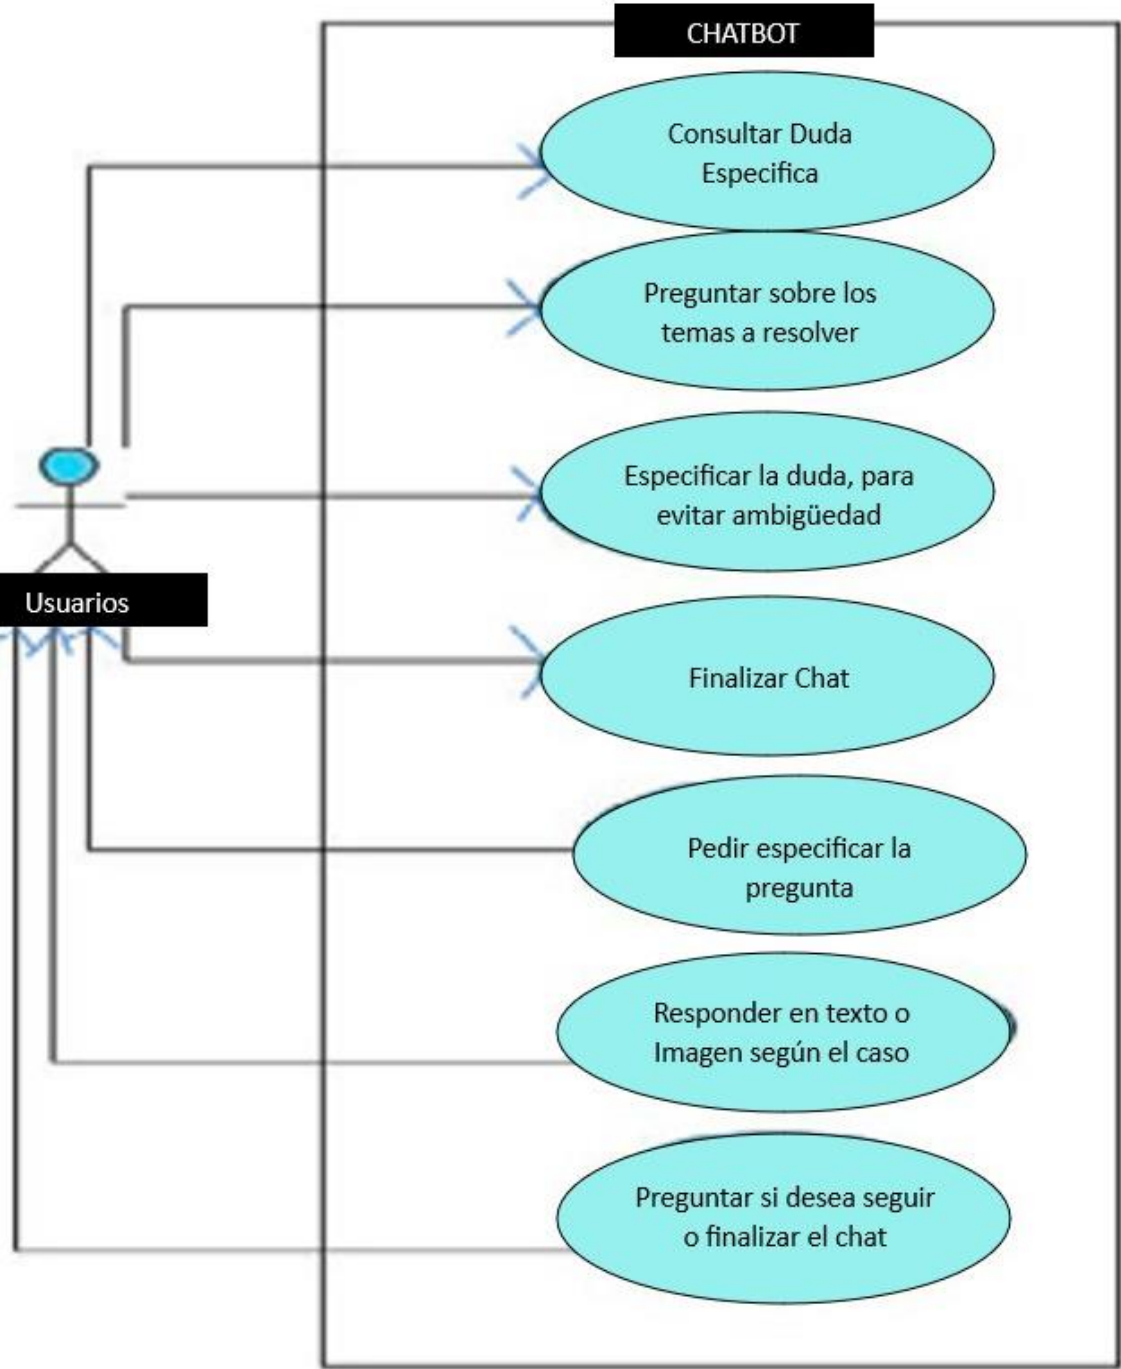 CHATBOT
Consultar Duda
Especifica
Preguntar sobre los
temas a resolver
Especificar la duda, para
evitar ambigüedad
Usuarios
Finalizar Chat
Pedir especificar la
pregunta
Responder en texto o
Imagen según el caso
Preguntar si desea seguir
o finalizar el chat